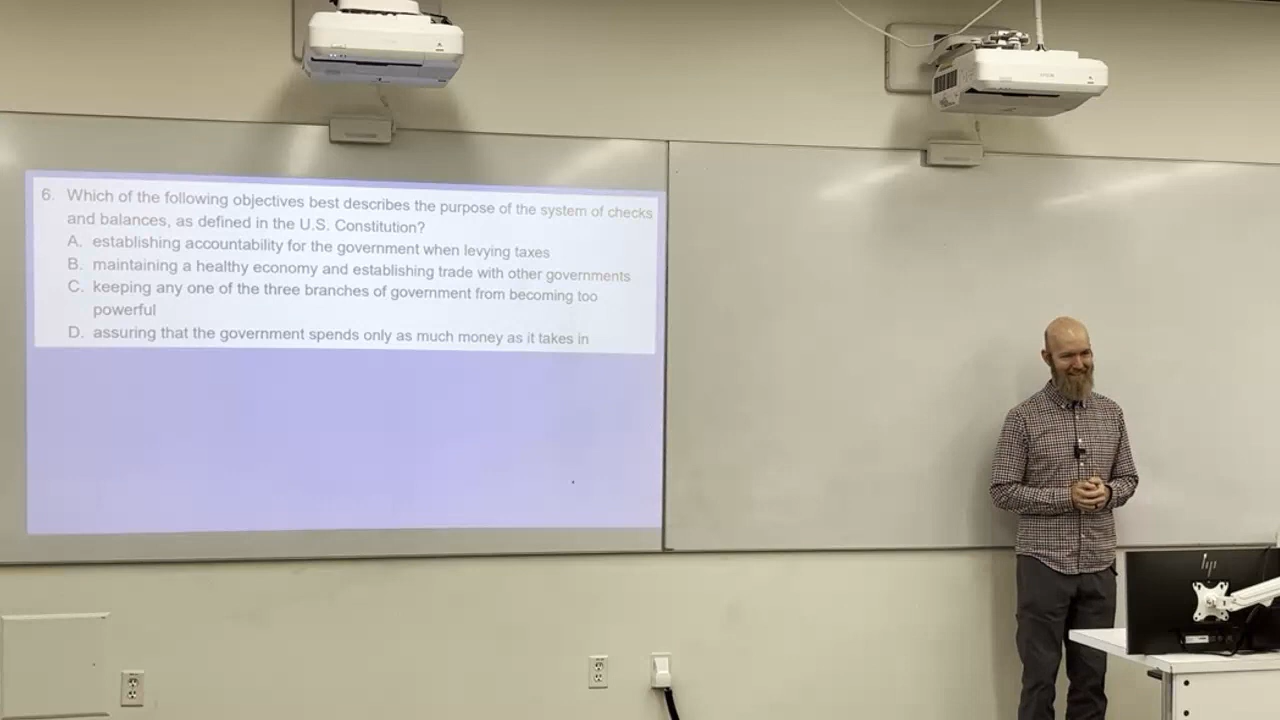 6. Which of the following objectives best describes the purpose of the system of checks
and balances, as defined in the U.S. Constitution?
A. establishing accountability for the government when levying taxes
B. maintaining a healthy economy and establishing trade with other governments
C. keeping any one of the three branches of government from becoming too
powerful
D. assuring that the government spends only as much money as it takes in
hp